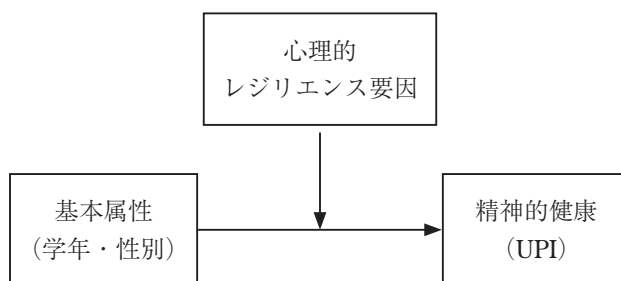 心理的
レジリエンス要因
基本属性
（学年・性別）
精神的健康
（UPI）